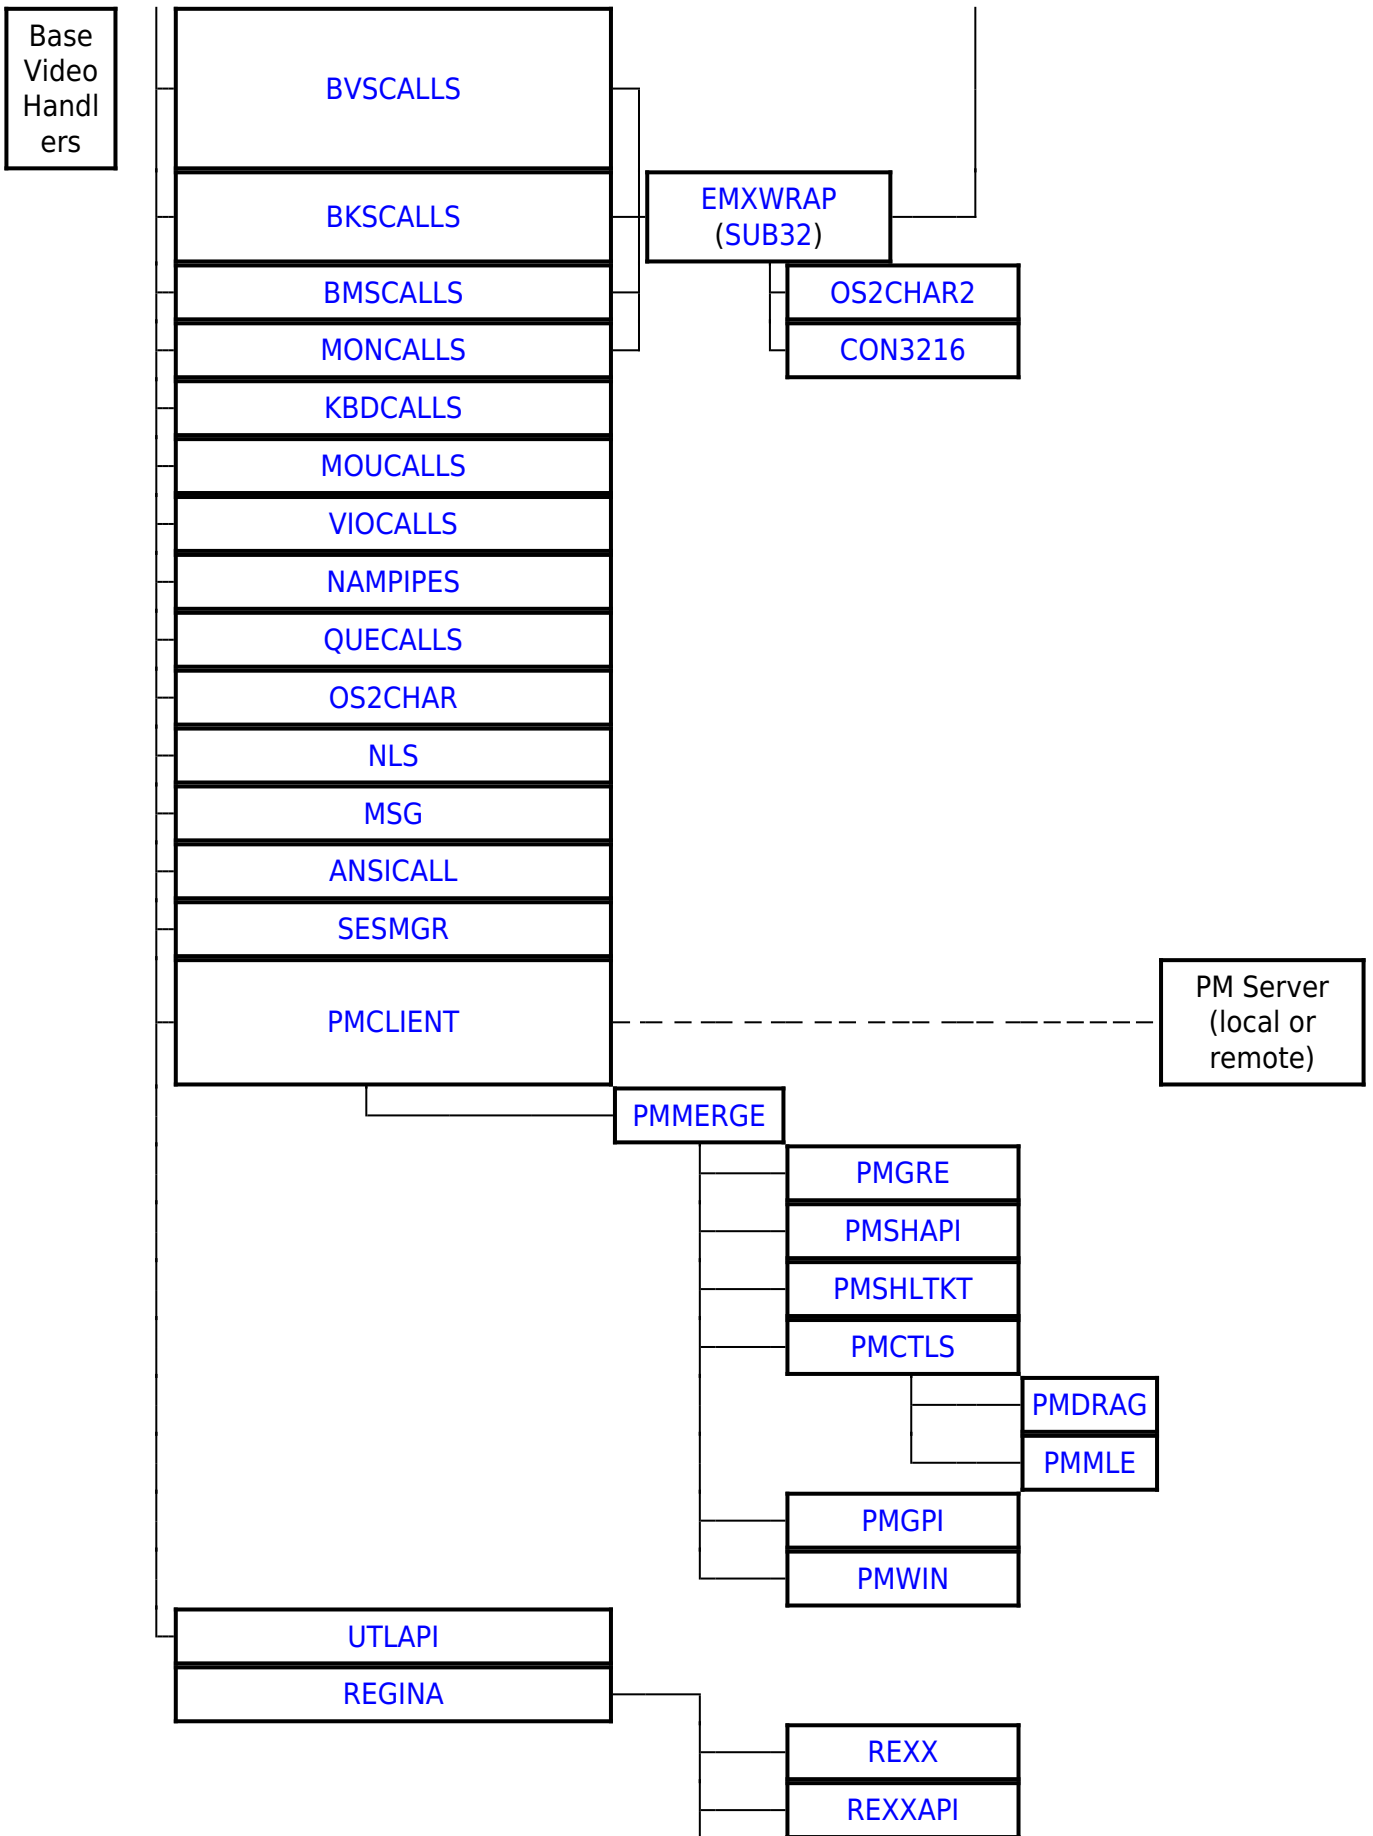 Base
Video
Handl
ers
BVSCALLS
BKSCALLS
EMXWRAP
(SUB32)
BMSCALLS
OS2CHAR2
MONCALLS
CON3216
KBDCALLS
MOUCALLS
VIOCALLS
NAMPIPES
QUECALLS
OS2CHAR
NLS
MSG
ANSICALL
SESMGR
PMCLIENT
PM Server
(local or
remote)
PMMERGE
PMGRE
PMSHAPI
PMSHLTKT
PMCTLS
PMDRAG
PMMLE
PMGPI
PMWIN
UTLAPI
REGINA
REXX
REXXAPI